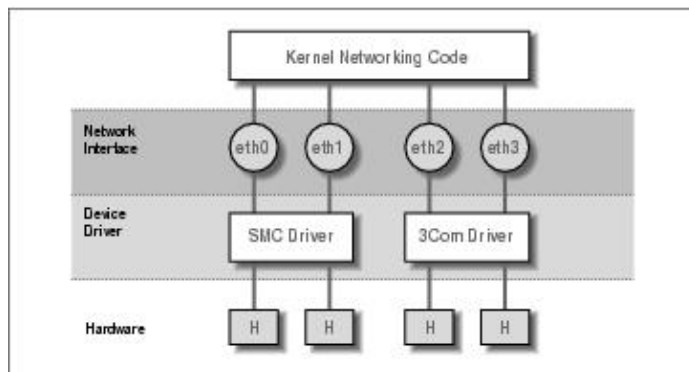 Kernel Networking Code
Network
Interface
eth0 eth1 eth2 eth3
Device
Driver
SMC Driver 3Com Driver
Hardware
H H H H